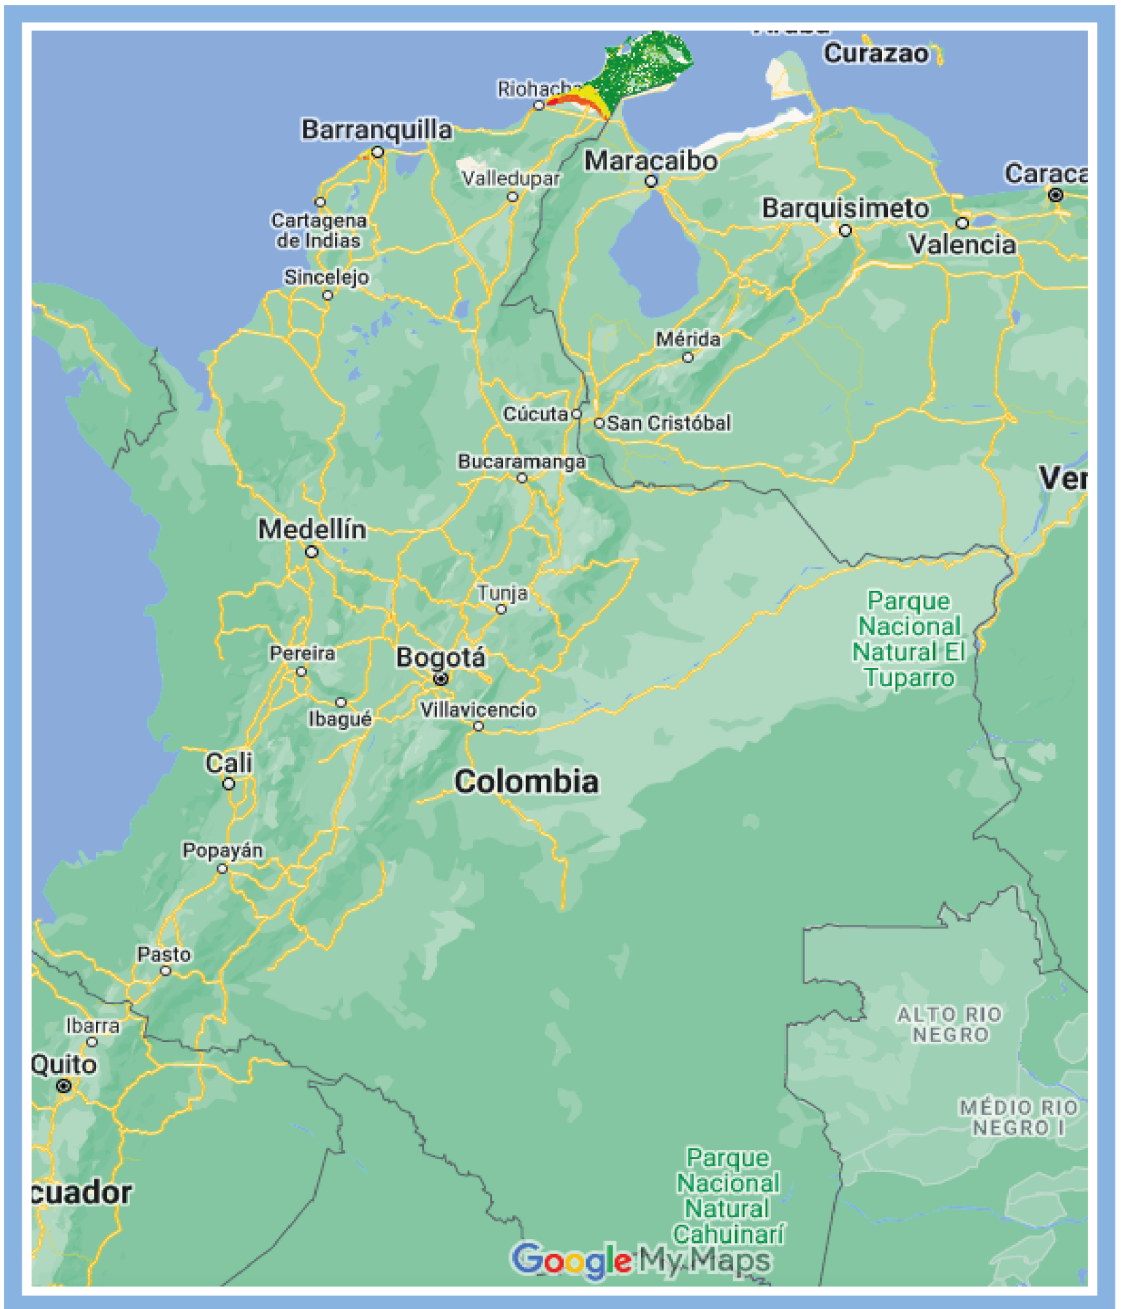 Curazao
Riohacha
Barranquilla
Maracaibo
Valledupar
Caraca
Cartagena
de Indias
Barquisimeto
Valencia
Sincelejo
Mérida
Cúcuta
San Cristóbal
Bucaramanga
Ver
Medellín
Tunja
Parque
Nacional
Natural El
Tuparro
Pereira
Bogotá
Ibagué
Villavicencio
Cali
Colombia
Popayán
Pasto
ALTO RIO
NEGRO
Ibarra
Quito
MÉDIO RIO
NEGRO I
Parque
Nacional
Natural
Cahuinarí
cuador
Google My Maps